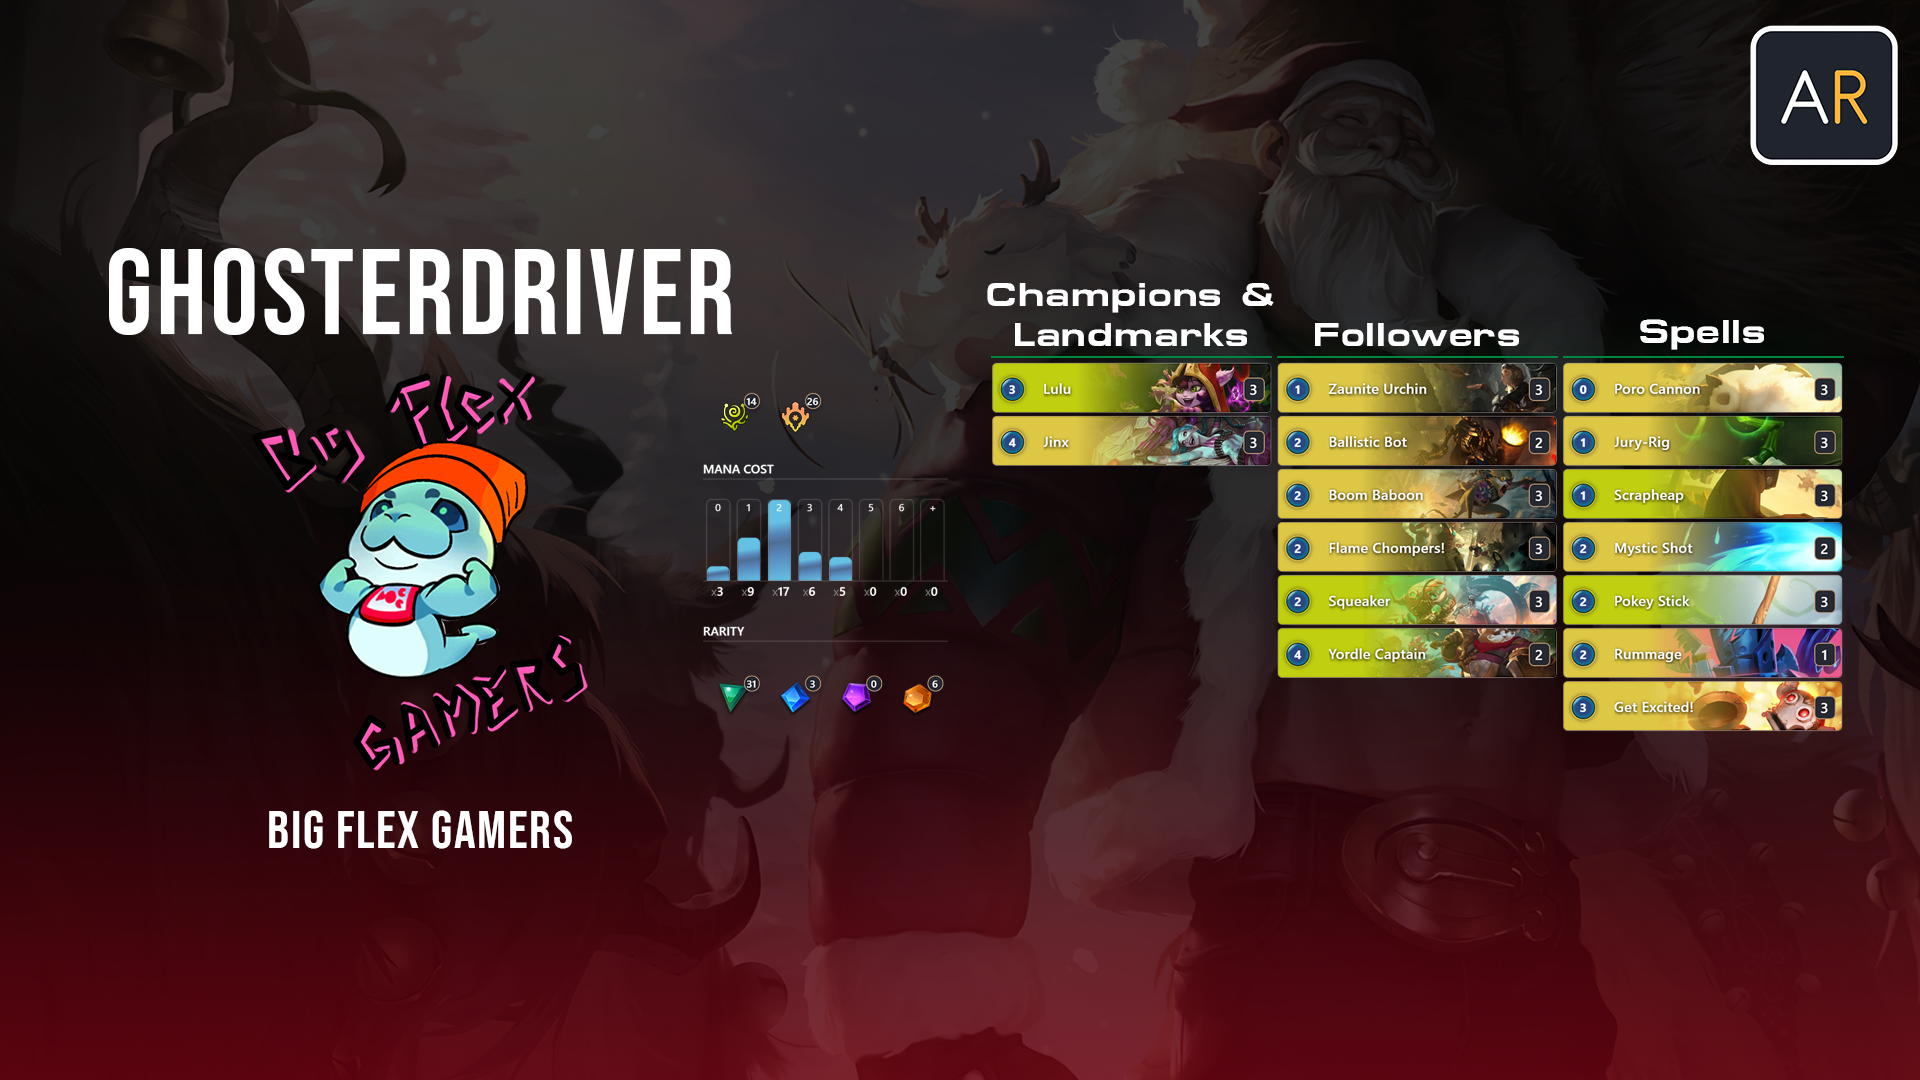 AR
GHOSTERDRIVER
Big Flex
GAMERS
BIG FLEX GAMERS
14 26
MANA COST
0 1 2 3 4 5 6 +
x3 x9 x17 x6 x5 x0 x0 x0
RARITY
31 3 0 6
Champions &
Landmarks
3 Lulu 3
4 Jinx 3
Followers
1 Zaunite Urchin 3
2 Ballistic Bot 2
2 Boom Baboon 3
2 Flame Chompers! 3
2 Squeaker 3
4 Yordle Captain 2
Spells
0 Poro Cannon 3
1 Jury-Rig 3
1 Scrapheap 3
2 Mystic Shot 2
2 Pokey Stick 3
2 Rummage 1
3 Get Excited! 3